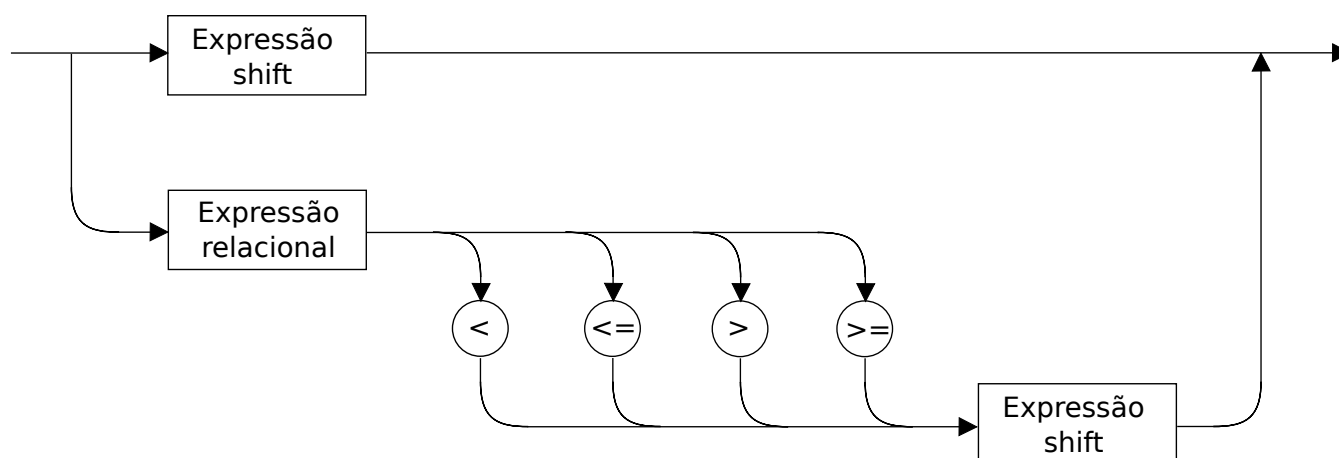 Expressão
shift
Expressão
relacional
< <= > >=
Expressão
shift